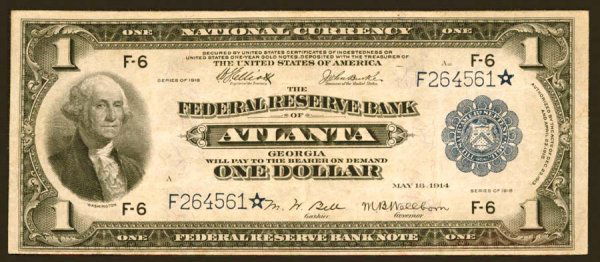 ONE NATIONAL CURRENCY ONE
1 1
SECURED BY UNITED STATES CERTIFICATES OF INDEBTEDNESS OR
UNITED STATES ONE-YEAR GOLD NOTES, DEPOSITED WITH THE TREASURER OF
THE UNITED STATES OF AMERICA
F-6 F-6
SERIES OF 1918
F264561☆
THE
FEDERAL RESERVE BANK
OF
ATLANTA
GEORGIA
WILL PAY TO THE BEARER ON DEMAND
ONE DOLLAR
WASHINGTON
MAY 18, 1914
SERIES OF 1918
F264561☆
F-6 F-6
Cashier Governor
1 1
ONE FEDERAL RESERVE BANK NOTE ONE